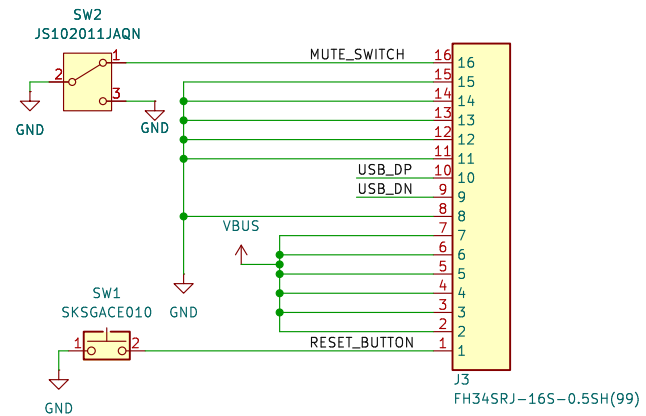 SW2
JS102011JAQN
1
2
3
GND
GND
MUTE_SWITCH
16 16
15 15
14 14
13 13
12 12
11 11
USB_DP 10 10
USB_DN 9 9
8 8
VBUS
7 7
6 6
5 5
4 4
3 3
2 2
RESET_BUTTON 1 1
GND
SW1
SKSGACE010
1 2
GND
J3
FH34SRJ-16S-0.5SH(99)